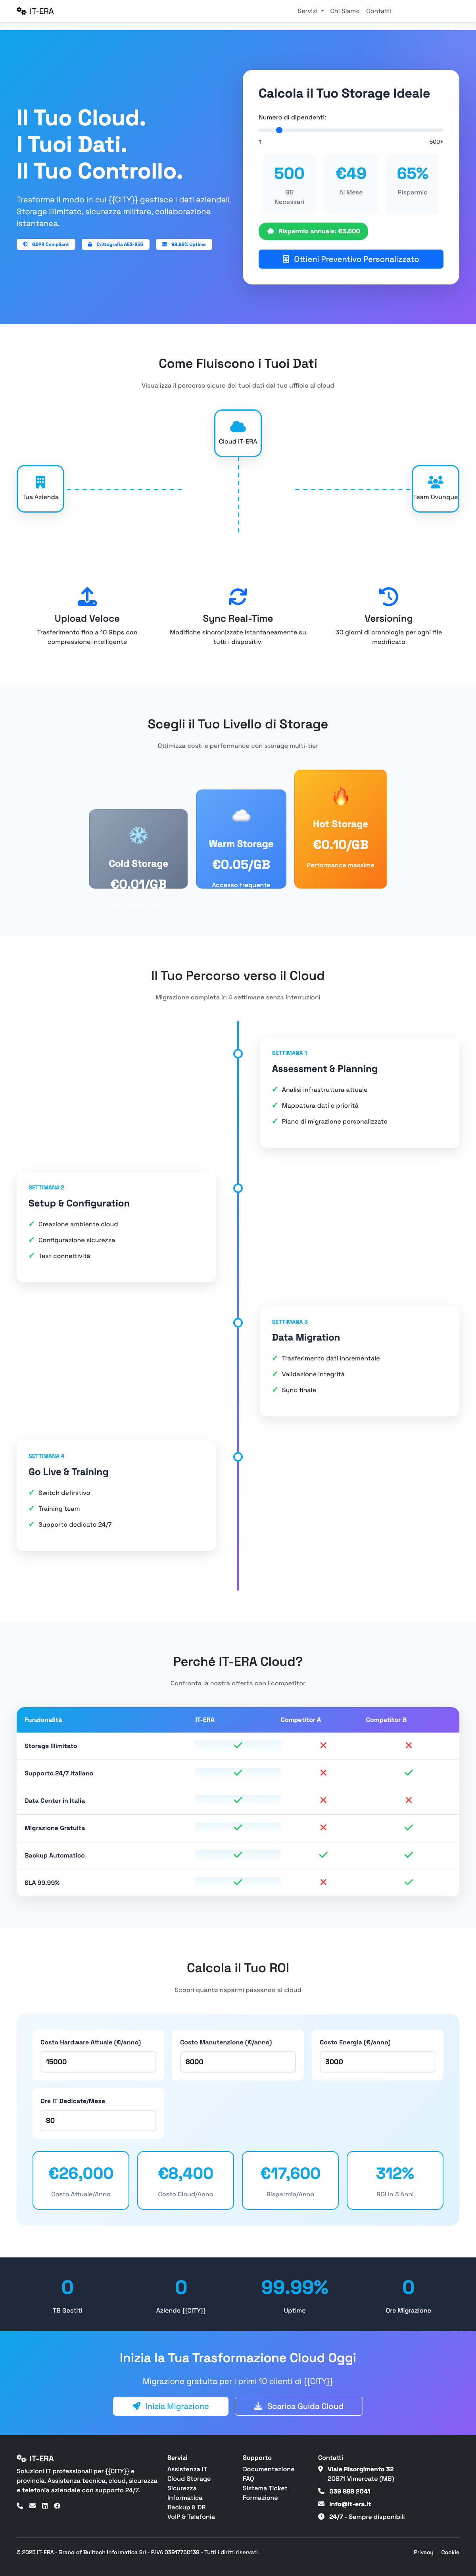 IT-ERA
Servizi
Chi Siamo
Contatti
Il Tuo Cloud.
I Tuoi Dati.
Il Tuo Controllo.
Trasforma il modo in cui {{CITY}} gestisce i dati aziendali.
Storage illimitato, sicurezza militare, collaborazione
istantanea.
GDPR Compliant
Crittografia AES-256
99.99% Uptime
Calcola il Tuo Storage Ideale
Numero di dipendenti:
1
500+
500
GB
Necessari
€49
Al Mese
65%
Risparmio
Risparmio annuale: €3,600
Ottieni Preventivo Personalizzato
Come Fluiscono i Tuoi Dati
Visualizza il percorso sicuro dei tuoi dati dal tuo ufficio al cloud
Cloud IT-ERA
Tua Azienda
Team Ovunque
Upload Veloce
Trasferimento fino a 10 Gbps con
compressione intelligente
Sync Real-Time
Modifiche sincronizzate istantaneamente su
tutti i dispositivi
Versioning
30 giorni di cronologia per ogni file
modificato
Scegli il Tuo Livello di Storage
Ottimizza costi e performance con storage multi-tier
Cold Storage
€0.01/GB
Warm Storage
€0.05/GB
Accesso frequente
Hot Storage
€0.10/GB
Performance massime
Il Tuo Percorso verso il Cloud
Migrazione completa in 4 settimane senza interruzioni
SETTIMANA 1
Assessment & Planning
Analisi infrastruttura attuale
Mappatura dati e priorità
Piano di migrazione personalizzato
SETTIMANA 2
Setup & Configuration
Creazione ambiente cloud
Configurazione sicurezza
Test connettività
SETTIMANA 3
Data Migration
Trasferimento dati incrementale
Validazione integrità
Sync finale
SETTIMANA 4
Go Live & Training
Switch definitivo
Training team
Supporto dedicato 24/7
Perché IT-ERA Cloud?
Confronta la nostra offerta con i competitor
Funzionalità IT-ERA Competitor A Competitor B
Storage Illimitato
Supporto 24/7 Italiano
Data Center in Italia
Migrazione Gratuita
Backup Automatico
SLA 99.99%
Calcola il Tuo ROI
Scopri quanto risparmi passando al cloud
Costo Hardware Attuale (€/anno)
15000
Costo Manutenzione (€/anno)
8000
Costo Energia (€/anno)
3000
Ore IT Dedicate/Mese
80
€26,000
Costo Attuale/Anno
€8,400
Costo Cloud/Anno
€17,600
Risparmio/Anno
312%
ROI in 3 Anni
0
TB Gestiti
0
Aziende {{CITY}}
99.99%
Uptime
0
Ore Migrazione
Inizia la Tua Trasformazione Cloud Oggi
Migrazione gratuita per i primi 10 clienti di {{CITY}}
Inizia Migrazione
Scarica Guida Cloud
IT-ERA
Soluzioni IT professionali per {{CITY}} e
provincia. Assistenza tecnica, cloud, sicurezza
e telefonia aziendale con supporto 24/7.
Servizi
Assistenza IT
Cloud Storage
Sicurezza
Informatica
Backup & DR
VoIP & Telefonia
Supporto
Documentazione
FAQ
Sistema Ticket
Formazione
Contatti
Viale Risorgimento 32
20871 Vimercate (MB)
039 888 2041
info@it-era.it
24/7 - Sempre disponibili
© 2025 IT-ERA - Brand of Bulltech Informatica Srl - P.IVA 03917760138 - Tutti i diritti riservati
Privacy
Cookie